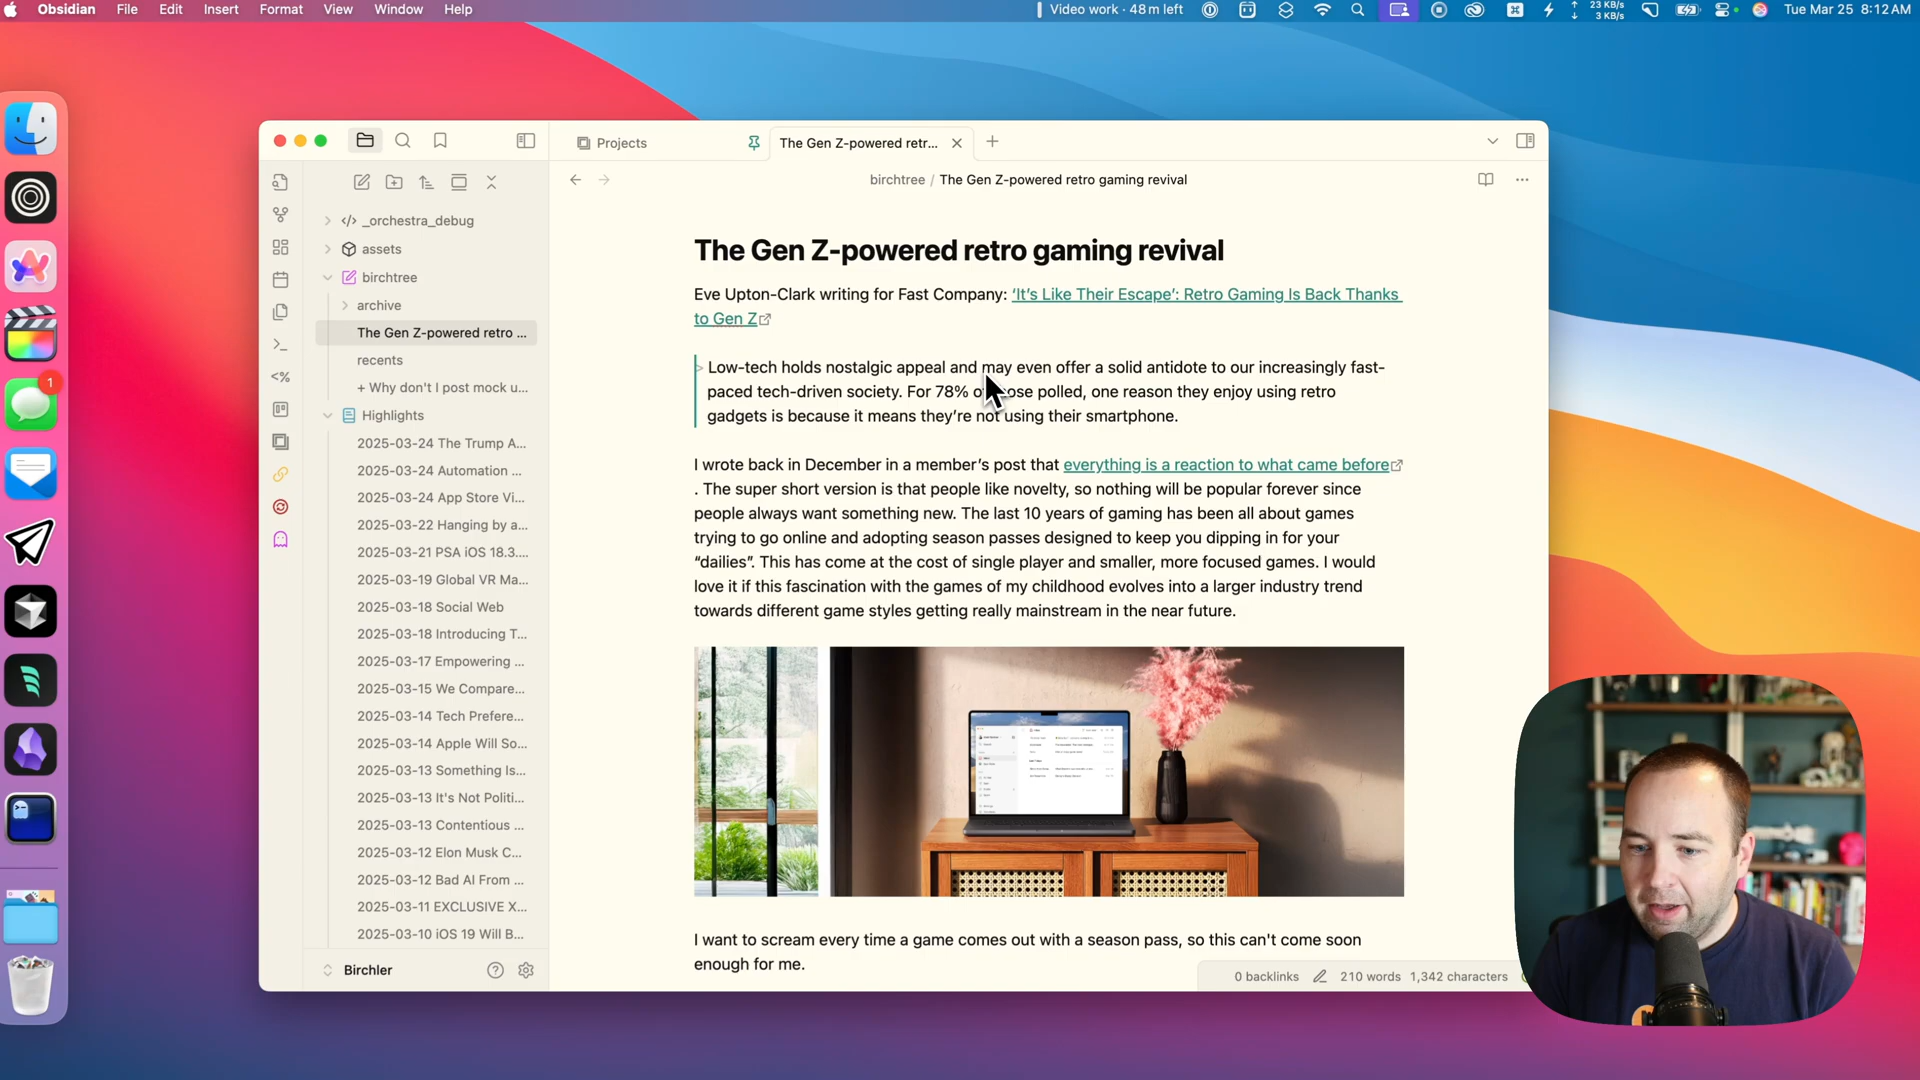 Obsidian File Edit Insert Format View Window Help
Video work · 48 m left
23 KB/s
3 KB/s
Tue Mar 25 8:12 AM
1
Projects
The Gen Z-powered retr...
birchtree / The Gen Z-powered retro gaming revival
_orchestra_debug
assets
birchtree
archive
The Gen Z-powered retro ...
recents
+ Why don't I post mock u...
Highlights
2025-03-24 The Trump A...
2025-03-24 Automation ...
2025-03-24 App Store Vi...
2025-03-22 Hanging by a...
2025-03-21 PSA iOS 18.3....
2025-03-19 Global VR Ma...
2025-03-18 Social Web
2025-03-18 Introducing T...
2025-03-17 Empowering ...
2025-03-15 We Compare...
2025-03-14 Tech Prefere...
2025-03-14 Apple Will So...
2025-03-13 Something Is...
2025-03-13 It's Not Politi...
2025-03-13 Contentious ...
2025-03-12 Elon Musk C...
2025-03-12 Bad AI From ...
2025-03-11 EXCLUSIVE X...
2025-03-10 iOS 19 Will B...
Birchler
The Gen Z-powered retro gaming revival
Eve Upton-Clark writing for Fast Company: ‘It’s Like Their Escape’: Retro Gaming Is Back Thanks
to Gen Z
> Low-tech holds nostalgic appeal and may even offer a solid antidote to our increasingly fast-
paced tech-driven society. For 78% polled, one reason they enjoy using retro
gadgets is because it means they’re not using their smartphone.
I wrote back in December in a member’s post that everything is a reaction to what came before
. The super short version is that people like novelty, so nothing will be popular forever since
people always want something new. The last 10 years of gaming has been all about games
trying to go online and adopting season passes designed to keep you dipping in for your
“dailies”. This has come at the cost of single player and smaller, more focused games. I would
love it if this fascination with the games of my childhood evolves into a larger industry trend
towards different game styles getting really mainstream in the near future.
I want to scream every time a game comes out with a season pass, so this can't come soon
enough for me.
0 backlinks 210 words 1,342 characters